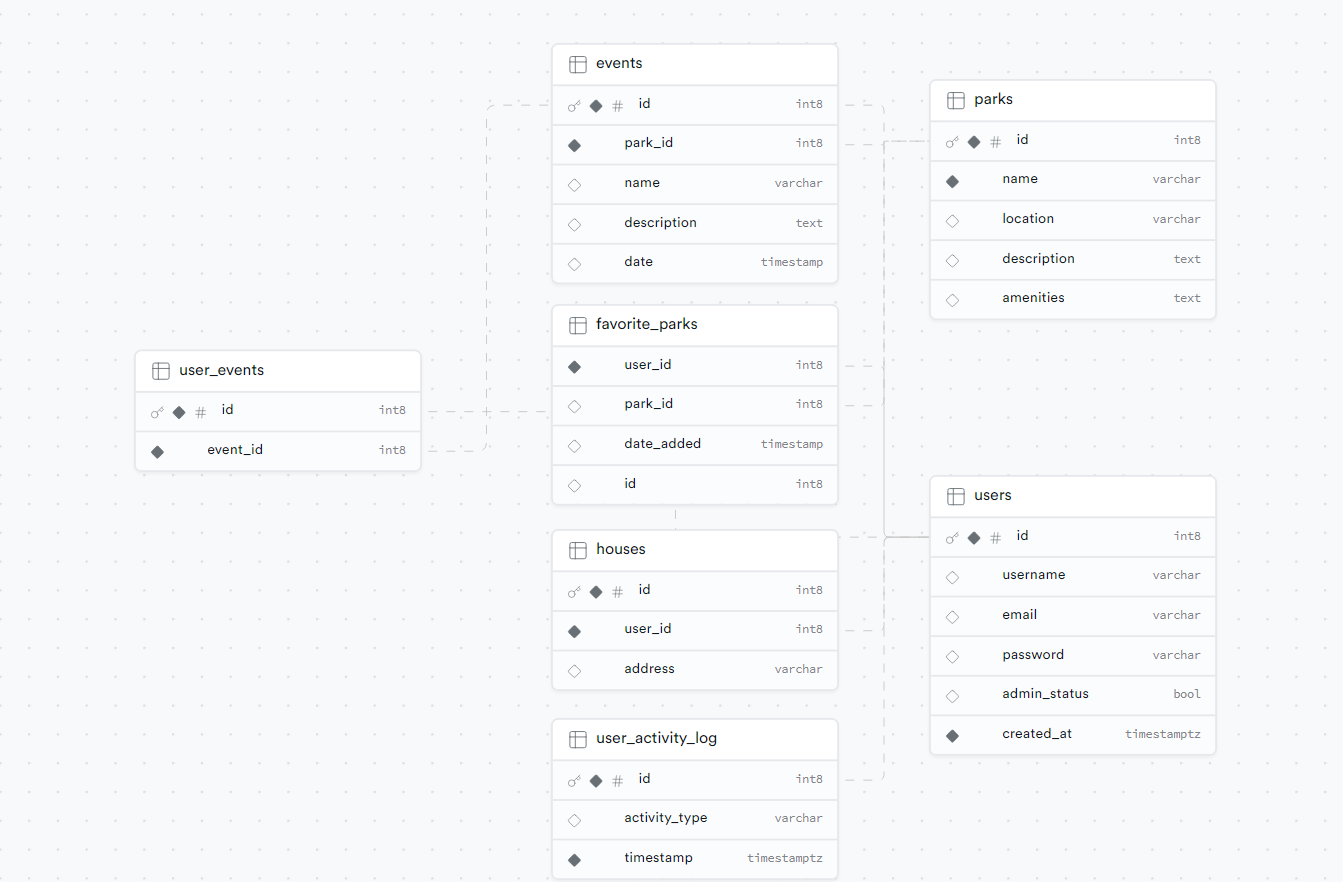 events
# id int8
park_id int8
name varchar
description text
date timestamp
parks
# id int8
name varchar
location varchar
description text
amenities text
favorite_parks
user_id int8
park_id int8
date_added timestamp
id int8
user_events
# id int8
event_id int8
houses
# id int8
user_id int8
address varchar
users
# id int8
username varchar
email varchar
password varchar
admin_status bool
created_at timestamptz
user_activity_log
# id int8
activity_type varchar
timestamp timestamptz